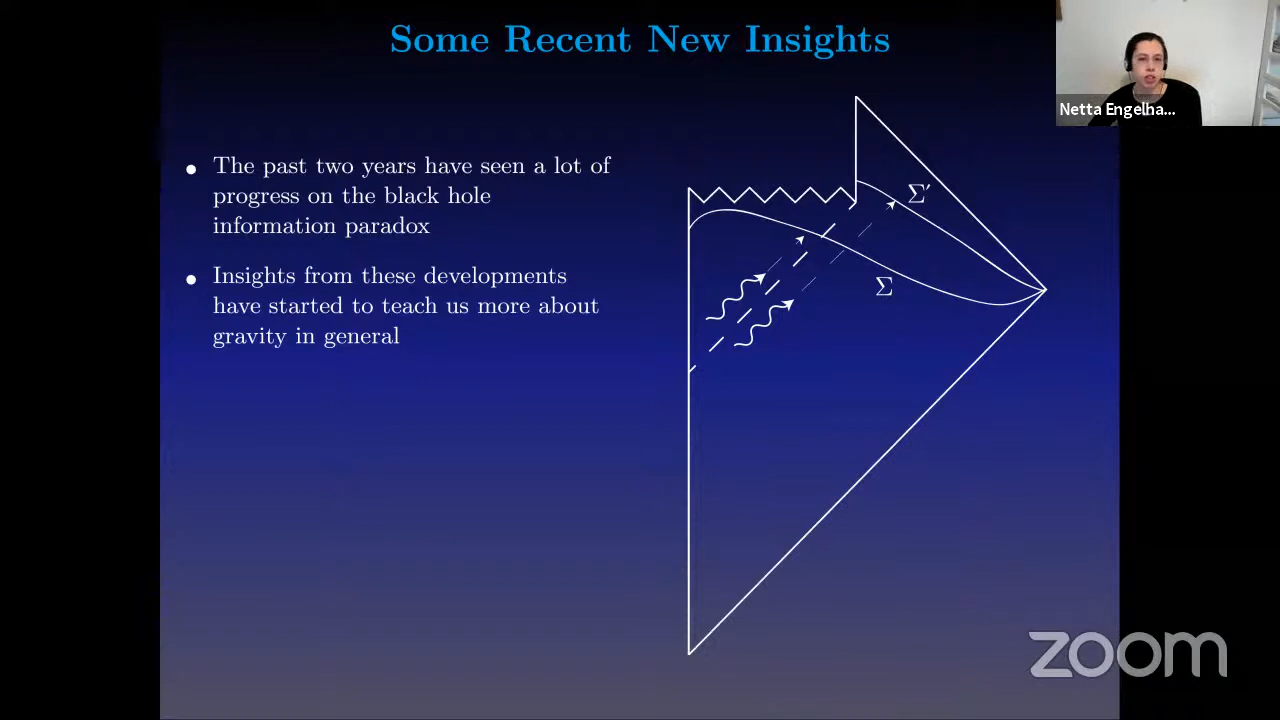 Some Recent New Insights
Netta Engelha...
The past two years have seen a lot of
progress on the black hole
information paradox
Insights from these developments
have started to teach us more about
gravity in general
Σ′
Σ
zoom